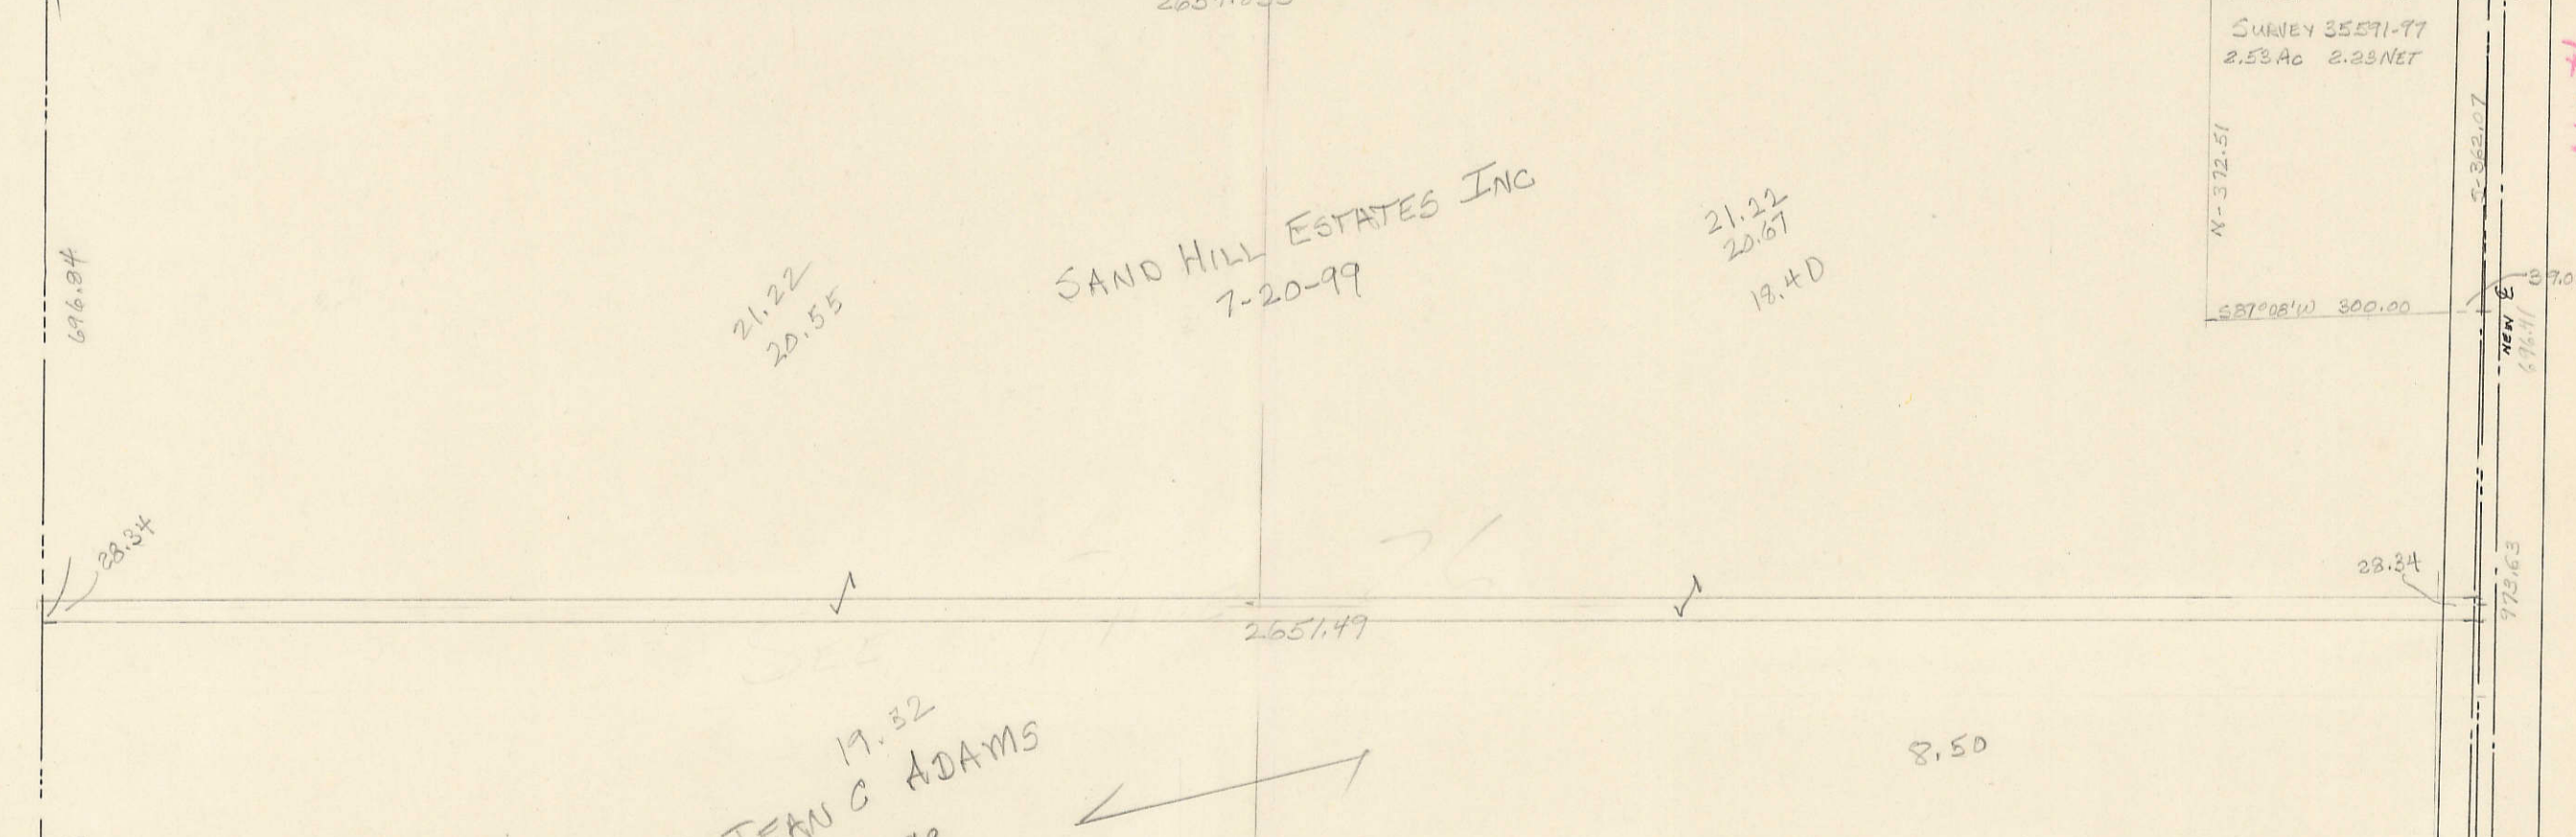 SURVEY 35591-97
2.53 Ac 2.23 NET
S-362.07
N-372.51
SAND HILL ESTATES INC
7-20-99
21.22
20.67
18.40
21.22
20.55
696.84
S87°08'W 300.00
39.0
NEW ℄
696.41
28.34
28.34
973.63
2651.49
SEE
19.32
JEAN C ADAMS
8.50